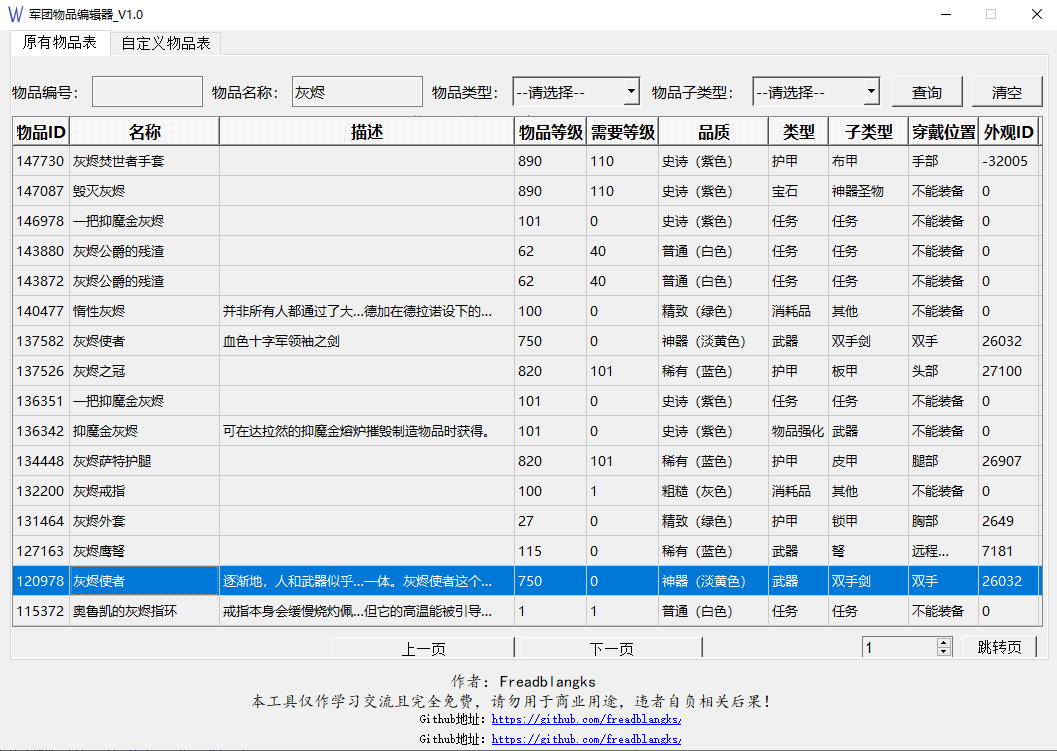 W 军团物品编辑器_V1.0
原有物品表 自定义物品表
物品编号: 物品名称: 灰烬 物品类型: --请选择-- 物品子类型: --请选择-- 查询 清空
物品ID 名称 描述 物品等级 需要等级 品质 类型 子类型 穿戴位置 外观ID
147730 灰烬焚世者手套 890 110 史诗（紫色） 护甲 布甲 手部 -32005
147087 毁灭灰烬 890 110 史诗（紫色） 宝石 神器圣物 不能装备 0
146978 一把抑魔金灰烬 101 0 史诗（紫色） 任务 任务 不能装备 0
143880 灰烬公爵的残渣 62 40 普通（白色） 任务 任务 不能装备 0
143872 灰烬公爵的残渣 62 40 普通（白色） 任务 任务 不能装备 0
140477 惰性灰烬 并非所有人都通过了大...德加在德拉诺设下的... 100 0 精致（绿色） 消耗品 其他 不能装备 0
137582 灰烬使者 血色十字军领袖之剑 750 0 神器（淡黄色） 武器 双手剑 双手 26032
137526 灰烬之冠 820 101 稀有（蓝色） 护甲 板甲 头部 27100
136351 一把抑魔金灰烬 101 0 史诗（紫色） 任务 任务 不能装备 0
136342 抑魔金灰烬 可在达拉然的抑魔金熔炉摧毁制造物品时获得。 101 0 史诗（紫色） 物品强化 武器 不能装备 0
134448 灰烬萨特护腿 820 101 稀有（蓝色） 护甲 皮甲 腿部 26907
132200 灰烬戒指 100 1 粗糙（灰色） 消耗品 其他 不能装备 0
131464 灰烬外套 27 0 精致（绿色） 护甲 锁甲 胸部 2649
127163 灰烬鹰弩 115 0 稀有（蓝色） 武器 弩 远程... 7181
120978 灰烬使者 逐渐地，人和武器似乎...一体。灰烬使者这个... 750 0 神器（淡黄色） 武器 双手剑 双手 26032
115372 奥鲁凯的灰烬指环 戒指本身会缓慢烧灼佩...但它的高温能被引导... 1 1 普通（白色） 任务 任务 不能装备 0
上一页 下一页 1 跳转页
作者: Freadblangks
本工具仅作学习交流且完全免费，请勿用于商业用途，违者自负相关后果!
Github地址: https://github.com/freadblangks/
Github地址: https://github.com/freadblangks/